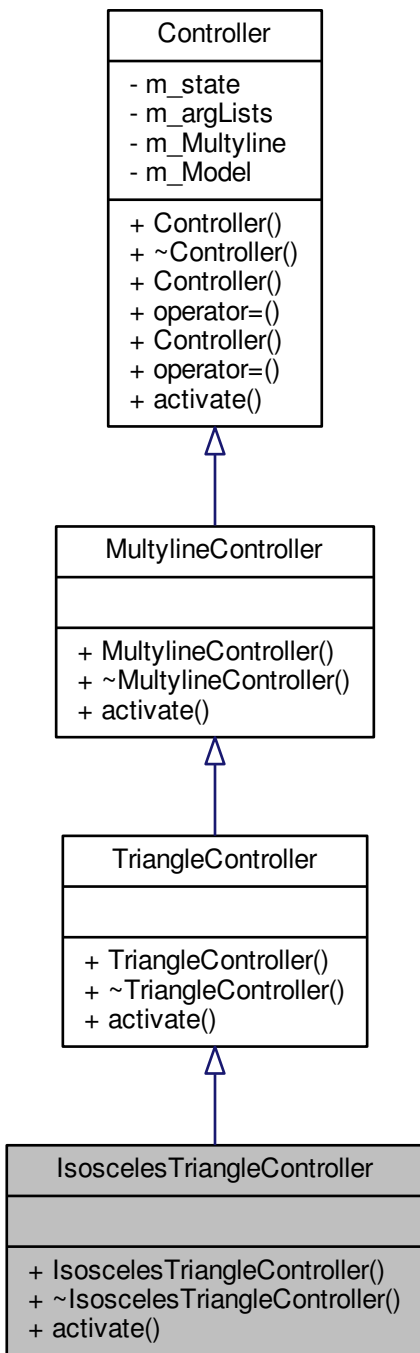 Controller
- m_state
- m_argLists
- m_Multyline
- m_Model
+ Controller()
+ ~Controller()
+ Controller()
+ operator=()
+ Controller()
+ operator=()
+ activate()
MultylineController
+ MultylineController()
+ ~MultylineController()
+ activate()
TriangleController
+ TriangleController()
+ ~TriangleController()
+ activate()
IsoscelesTriangleController
+ IsoscelesTriangleController()
+ ~IsoscelesTriangleController()
+ activate()